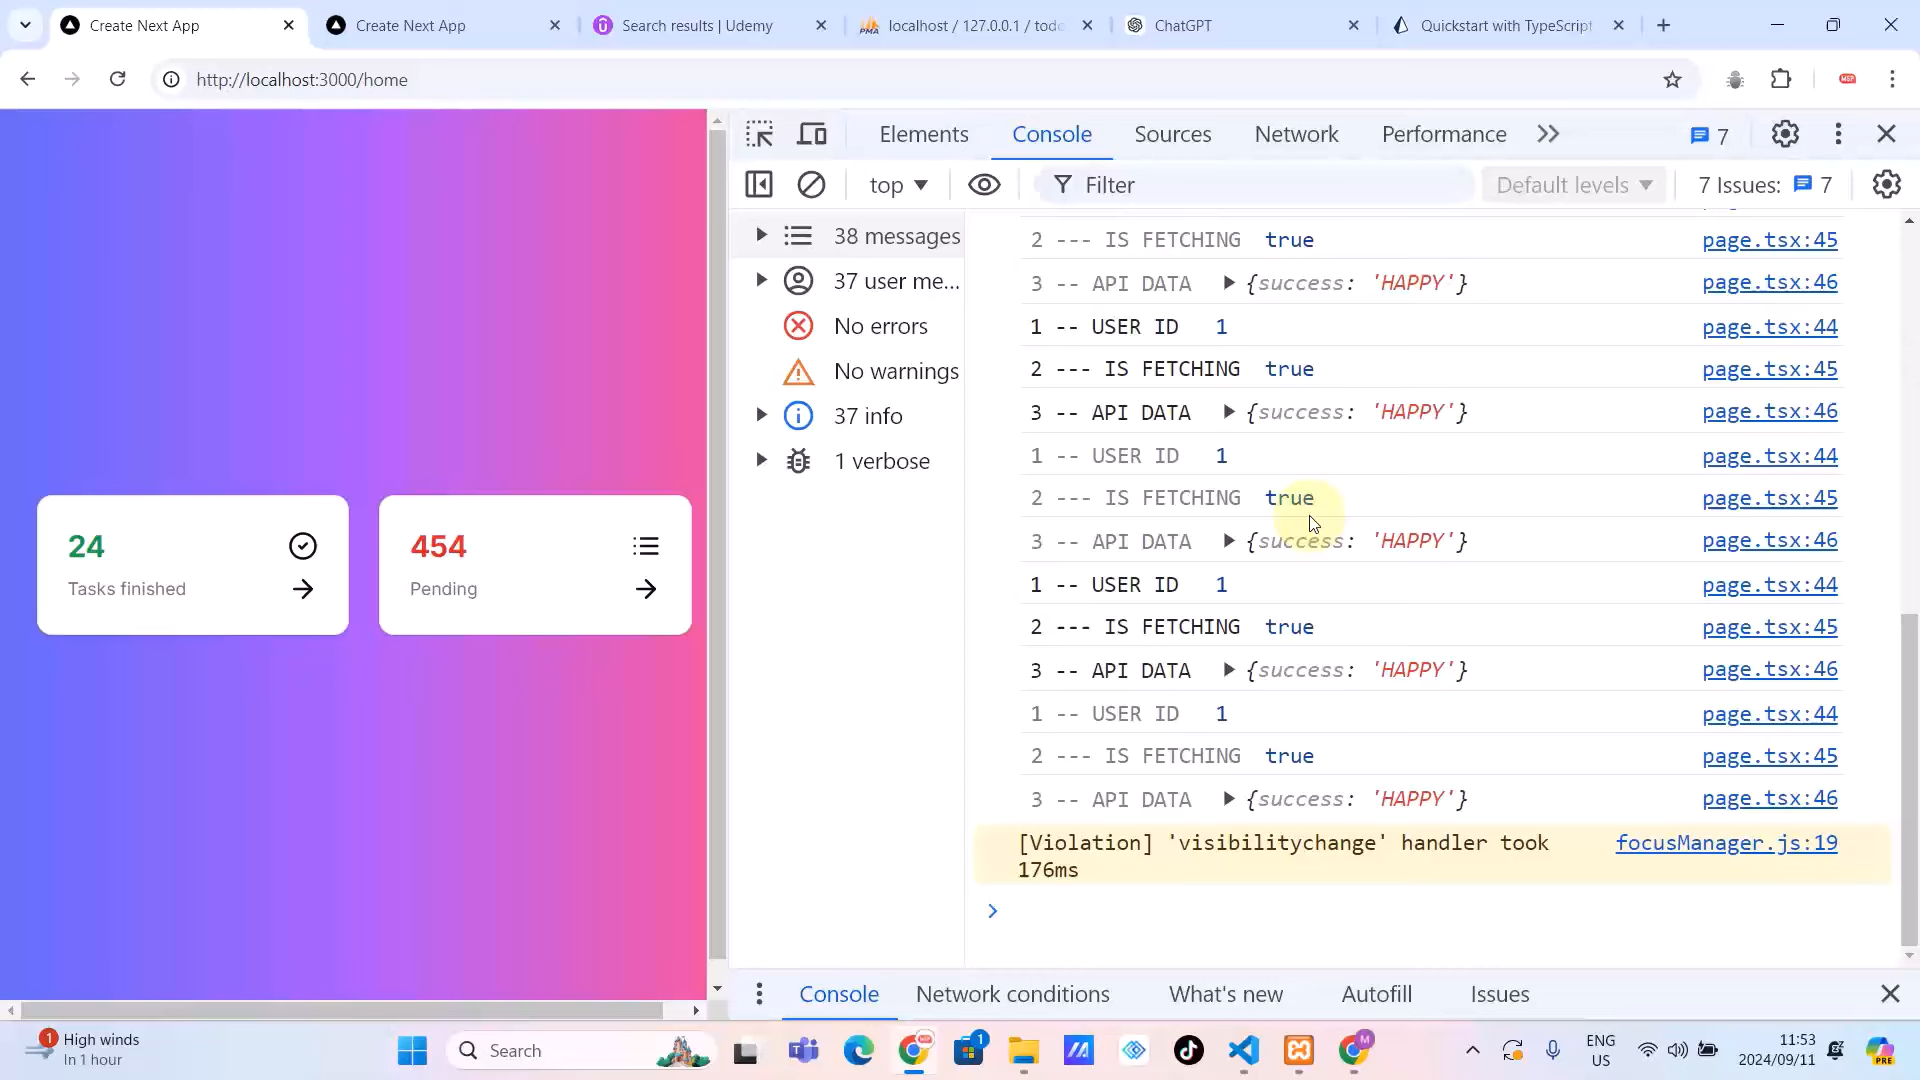 Create Next App
Create Next App
Search results | Udemy
localhost / 127.0.0.1 / todo
ChatGPT
Quickstart with TypeScript
http://localhost:3000/home
MSP
Elements
Console
Sources
Network
Performance
7
top
Filter
Default levels
7 Issues:
7
38 messages
37 user me...
No errors
No warnings
37 info
1 verbose
2 --- IS FETCHING true page.tsx:45
3 -- API DATA {success: 'HAPPY'} page.tsx:46
1 -- USER ID 1 page.tsx:44
2 --- IS FETCHING true page.tsx:45
3 -- API DATA {success: 'HAPPY'} page.tsx:46
1 -- USER ID 1 page.tsx:44
2 --- IS FETCHING true page.tsx:45
3 -- API DATA {success: 'HAPPY'} page.tsx:46
1 -- USER ID 1 page.tsx:44
2 --- IS FETCHING true page.tsx:45
3 -- API DATA {success: 'HAPPY'} page.tsx:46
1 -- USER ID 1 page.tsx:44
2 --- IS FETCHING true page.tsx:45
3 -- API DATA {success: 'HAPPY'} page.tsx:46
[Violation] 'visibilitychange' handler took focusManager.js:19
176ms
24
Tasks finished
454
Pending
Console
Network conditions
What's new
Autofill
Issues
1
High winds
In 1 hour
Search
1
M
ENG
US
11:53
2024/09/11
PRE